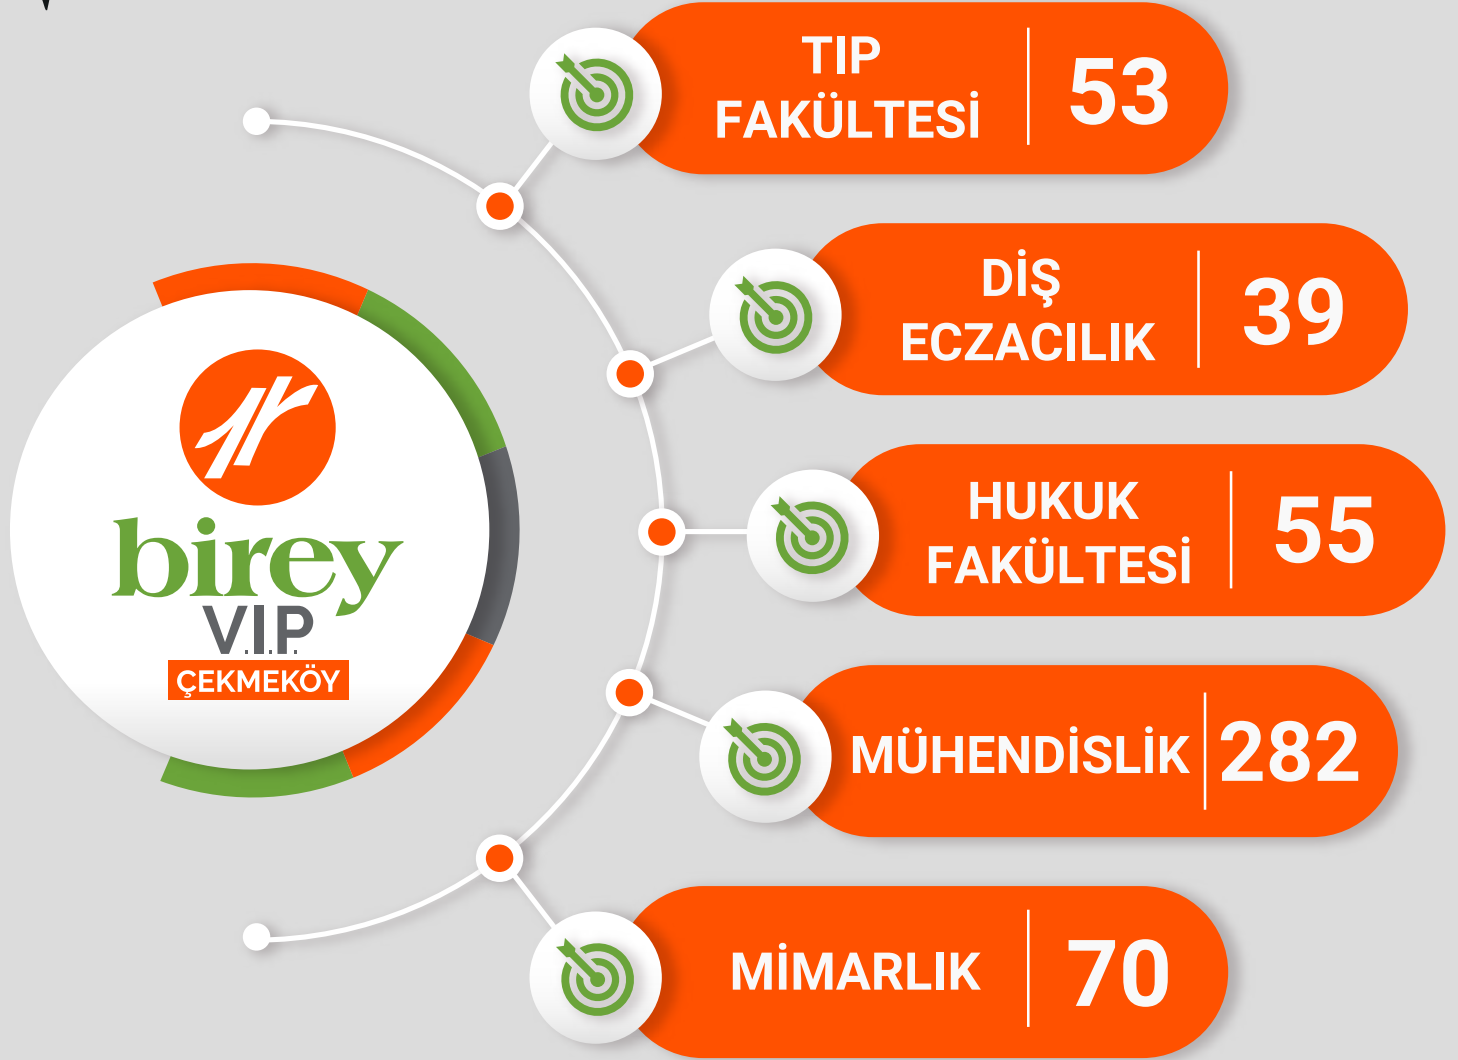 TIP
FAKÜLTESİ
53
DİŞ
ECZACILIK
39
birey
V.I.P.
ÇEKMEKÖY
HUKUK
FAKÜLTESİ
55
MÜHENDİSLİK
282
MİMARLIK
70